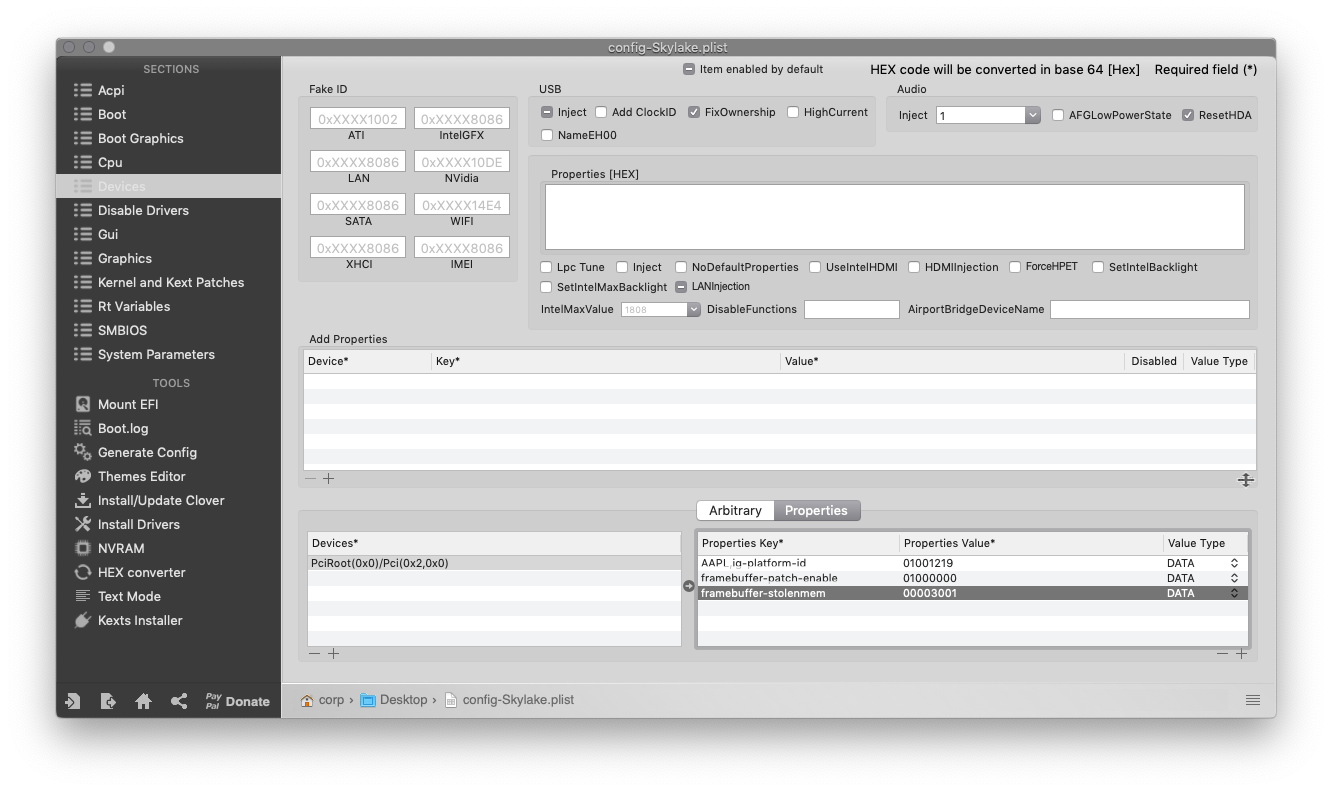 config-Skylake.plist
SECTIONS
Acpi
Boot
Boot Graphics
Cpu
Devices
Disable Drivers
Gui
Graphics
Kernel and Kext Patches
Rt Variables
SMBIOS
System Parameters
TOOLS
Mount EFI
Boot.log
Generate Config
Themes Editor
Install/Update Clover
Install Drivers
NVRAM
HEX converter
Text Mode
Kexts Installer
Pay
Pal Donate
Item enabled by default HEX code will be converted in base 64 [Hex] Required field (*)
Fake ID
0xXXXX1002 0xXXXX8086
ATI IntelGFX
0xXXXX8086 0xXXXX10DE
LAN NVidia
0xXXXX8086 0xXXXX14E4
SATA WIFI
0xXXXX8086 0xXXXX8086
XHCI IMEI
USB
Inject Add ClockID FixOwnership HighCurrent
NameEH00
Audio
Inject 1 AFGLowPowerState ResetHDA
Properties [HEX]
Lpc Tune Inject NoDefaultProperties UseIntelHDMI HDMIInjection ForceHPET SetIntelBacklight
SetIntelMaxBacklight LANInjection
IntelMaxValue 1808 DisableFunctions AirportBridgeDeviceName
Add Properties
Device* Key* Value* Disabled Value Type
Arbitrary Properties
Devices*
PciRoot(0x0)/Pci(0x2,0x0)
Properties Key* Properties Value* Value Type
AAPL,ig-platform-id 01001219 DATA
framebuffer-patch-enable 01000000 DATA
framebuffer-stolenmem 00003001 DATA
corp › Desktop › config-Skylake.plist